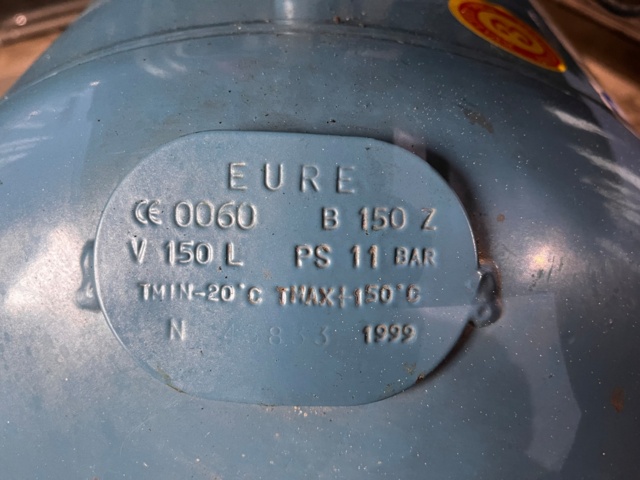 EURE
CE 0060 B 150 Z
V 150 L PS 11 BAR
TMIN-20°C TMAX+150°C
N 1999